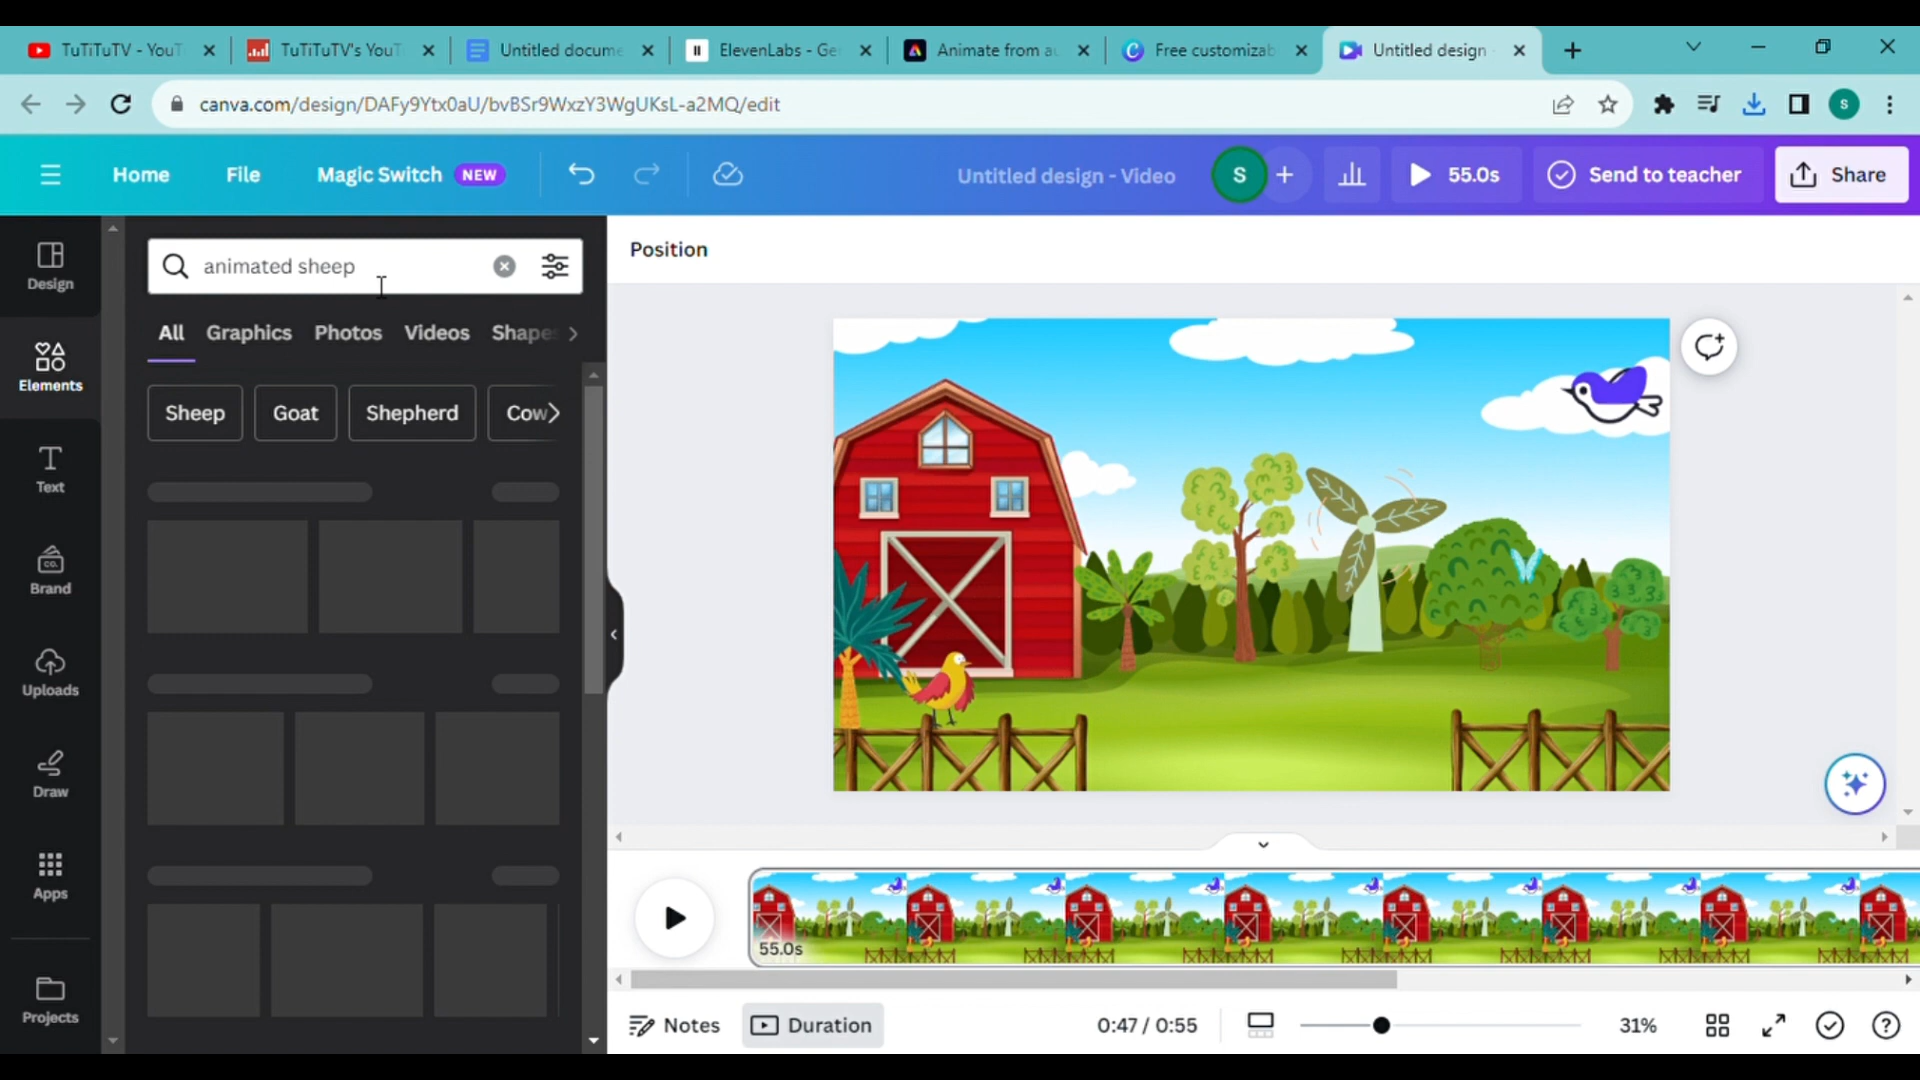 TuTiTuTV - YouT
TuTiTuTV's YouT
Untitled docume
ElevenLabs - Ge
Animate from au
Free customizab
Untitled design
canva.com/design/DAFy9Ytx0aU/bvBSr9WxzY3WgUKsL-a2MQ/edit
S
Home
File
Magic Switch
NEW
Untitled design - Video
S
55.0s
Send to teacher
Share
Design
Elements
Text
Brand
CO.
Uploads
Draw
Apps
Projects
animated sheep
All
Graphics
Photos
Videos
Shapes
Sheep
Goat
Shepherd
Cow
Position
55.0s
Notes
Duration
0:47 / 0:55
31%